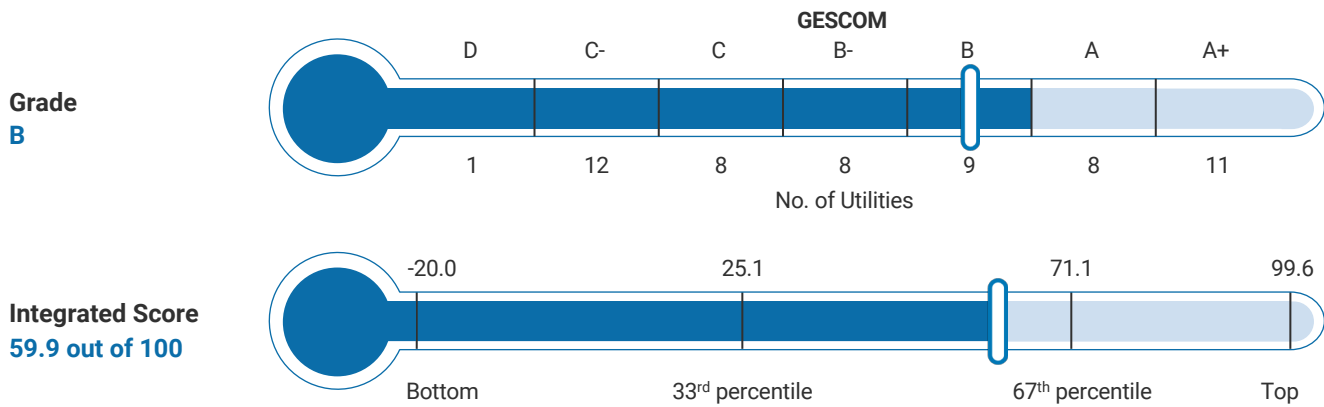 GESCOM
D C- C B- B A A+
Grade
B
1 12 8 8 9 8 11
No. of Utilities
-20.0 25.1 71.1 99.6
Integrated Score
59.9 out of 100
Bottom 33rd percentile 67th percentile Top